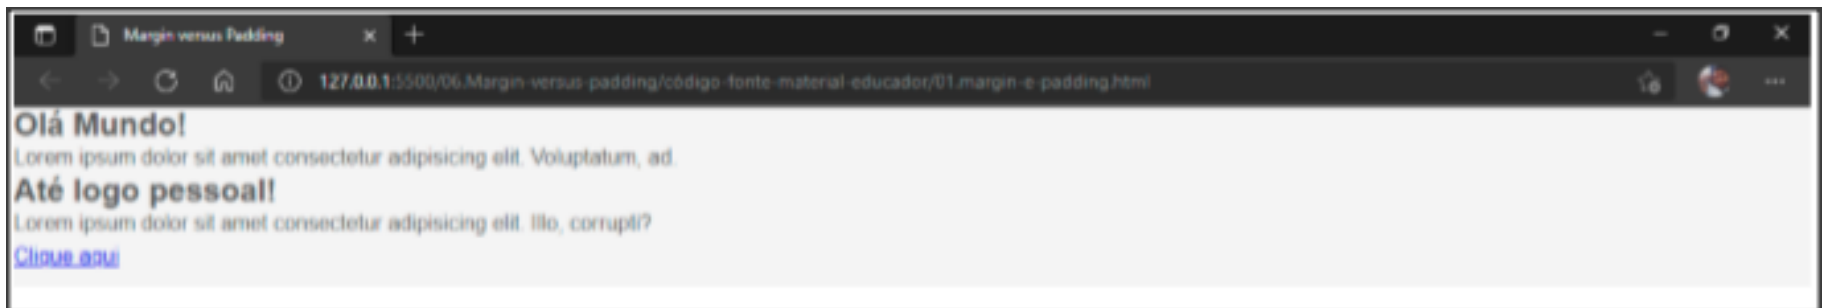 Margin versus Padding
127.0.0.1:5500/06.Margin-versus-padding/código-fonte-material-educador/01.margin-e-padding.html
Olá Mundo!
Lorem ipsum dolor sit amet consectetur adipisicing elit. Voluptatum, ad.
Até logo pessoal!
Lorem ipsum dolor sit amet consectetur adipisicing elit. Illo, corrupti?
Clique aqui